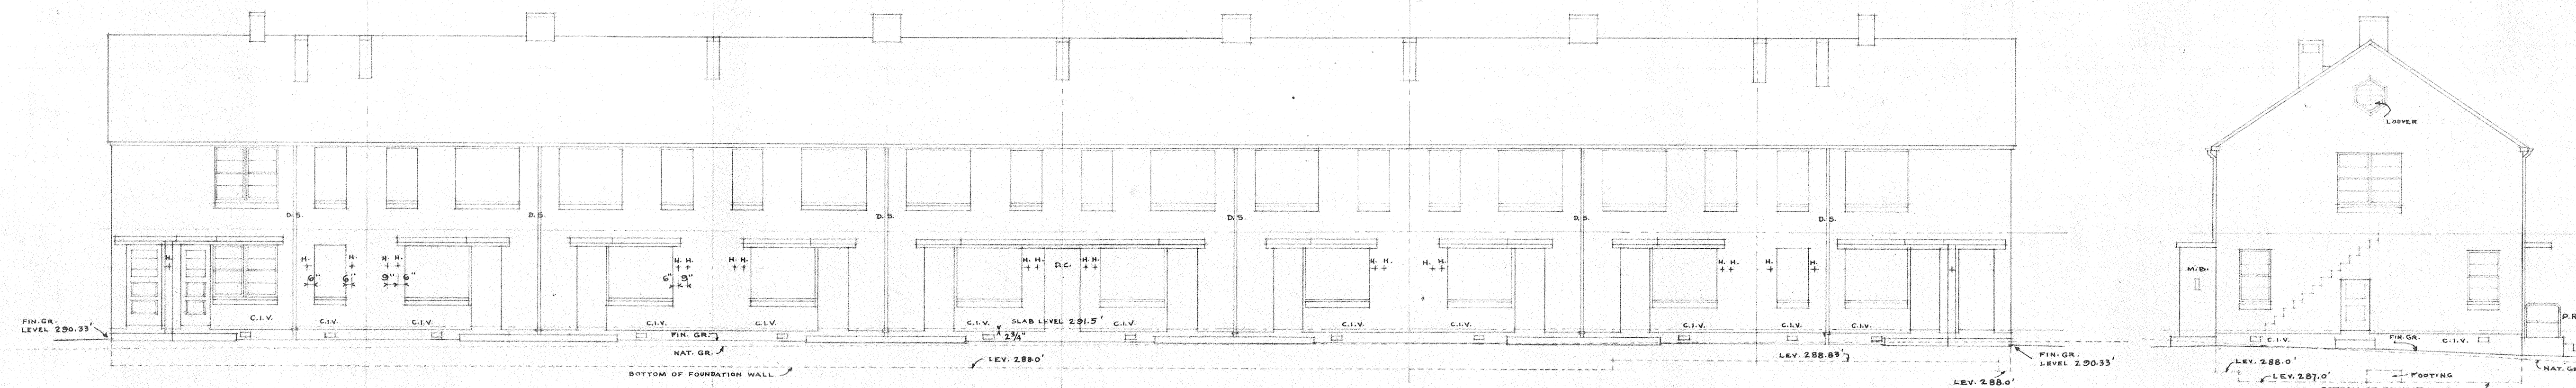 LOUVER
D.S.
D.S.
D.S.
D.S.
D.S.
D.S.
H.
H.
H.
H. H.
H. H.
H. H.
H. H.
D.C.
H. H.
H. H.
H. H.
H. H.
H.
H.
M.B.
6"
6"
9" 6"
6" 9"
FIN. GR.
LEVEL 290.33'
C.I.V.
C.I.V.
C.I.V.
C.I.V.
C.I.V.
C.I.V.
SLAB LEVEL 291.5'
C.I.V.
C.I.V.
C.I.V.
C.I.V.
C.I.V.
C.I.V.
FIN. GR.
2 3/4"
NAT. GR.
LEV. 288.0'
LEV. 288.83'
BOTTOM OF FOUNDATION WALL
LEV. 288.0'
FIN. GR.
LEVEL 290.33'
C.I.V.
FIN. GR.
C.I.V.
LEV. 288.0'
LEV. 287.0'
FOOTING